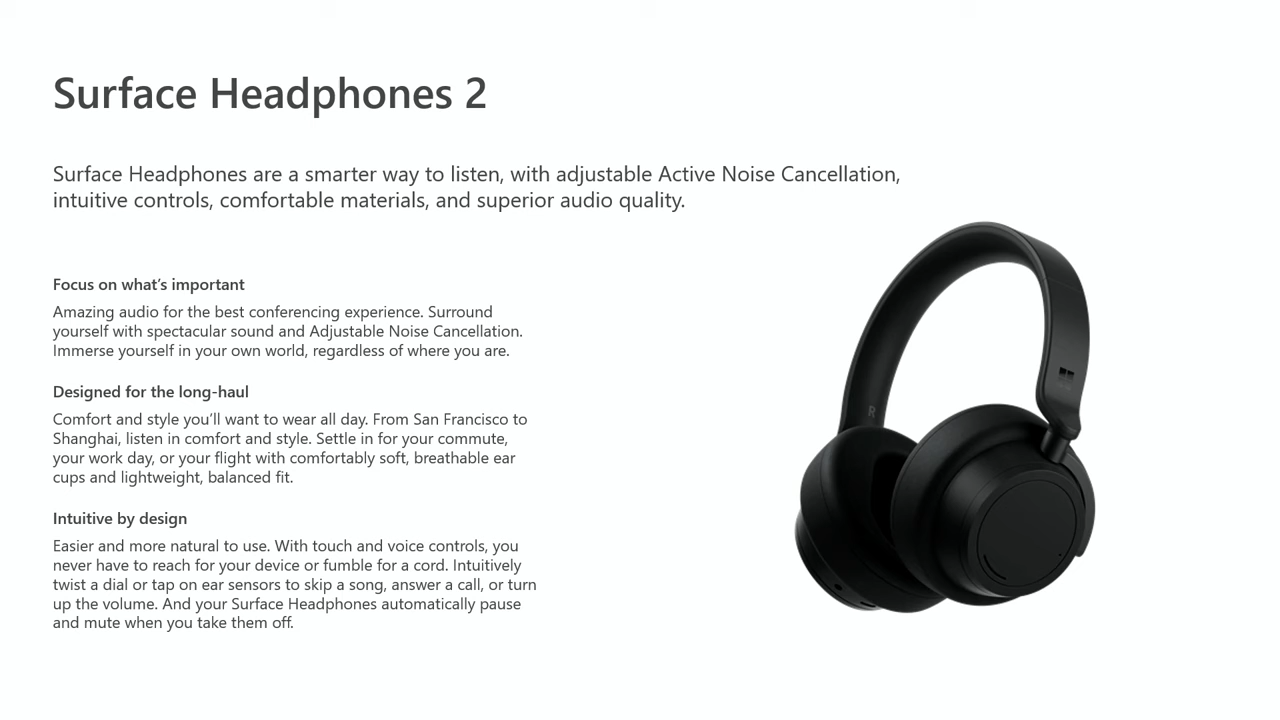 Surface Headphones 2
Surface Headphones are a smarter way to listen, with adjustable Active Noise Cancellation,
intuitive controls, comfortable materials, and superior audio quality.
Focus on what's important
Amazing audio for the best conferencing experience. Surround
yourself with spectacular sound and Adjustable Noise Cancellation.
Immerse yourself in your own world, regardless of where you are.
Designed for the long-haul
Comfort and style you'll want to wear all day. From San Francisco to
Shanghai, listen in comfort and style. Settle in for your commute,
your work day, or your flight with comfortably soft, breathable ear
cups and lightweight, balanced fit.
Intuitive by design
Easier and more natural to use. With touch and voice controls, you
never have to reach for your device or fumble for a cord. Intuitively
twist a dial or tap on ear sensors to skip a song, answer a call, or turn
up the volume. And your Surface Headphones automatically pause
and mute when you take them off.
R